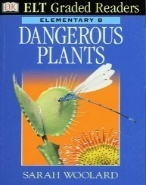 DK ELT Graded Readers
ELEMENTARY B
DANGEROUS
PLANTS
SARAH WOOLARD